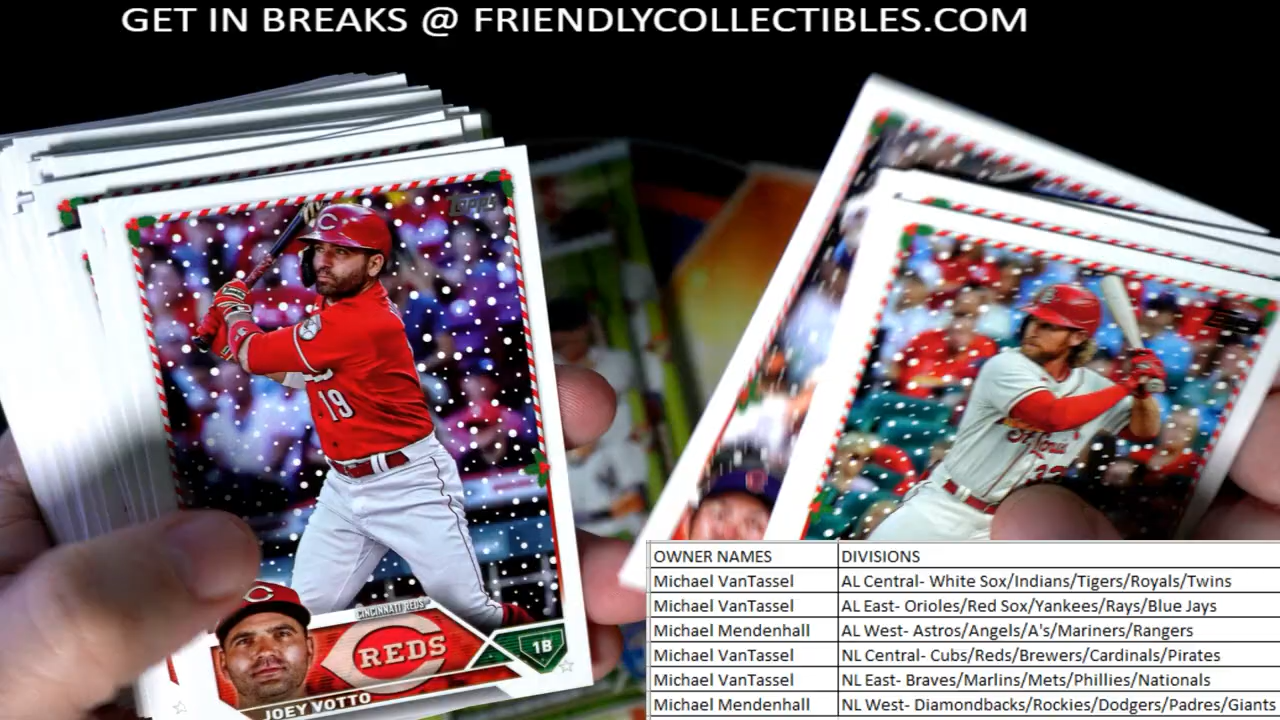 GET IN BREAKS @ FRIENDLYCOLLECTIBLES.COM
Topps
19
CINCINNATI REDS™
REDS
1B
JOEY VOTTO
St. Louis
OWNER NAMES DIVISIONS
Michael VanTassel AL Central- White Sox/Indians/Tigers/Royals/Twins
Michael VanTassel AL East- Orioles/Red Sox/Yankees/Rays/Blue Jays
Michael Mendenhall AL West- Astros/Angels/A's/Mariners/Rangers
Michael VanTassel NL Central- Cubs/Reds/Brewers/Cardinals/Pirates
Michael VanTassel NL East- Braves/Marlins/Mets/Phillies/Nationals
Michael Mendenhall NL West- Diamondbacks/Rockies/Dodgers/Padres/Giants